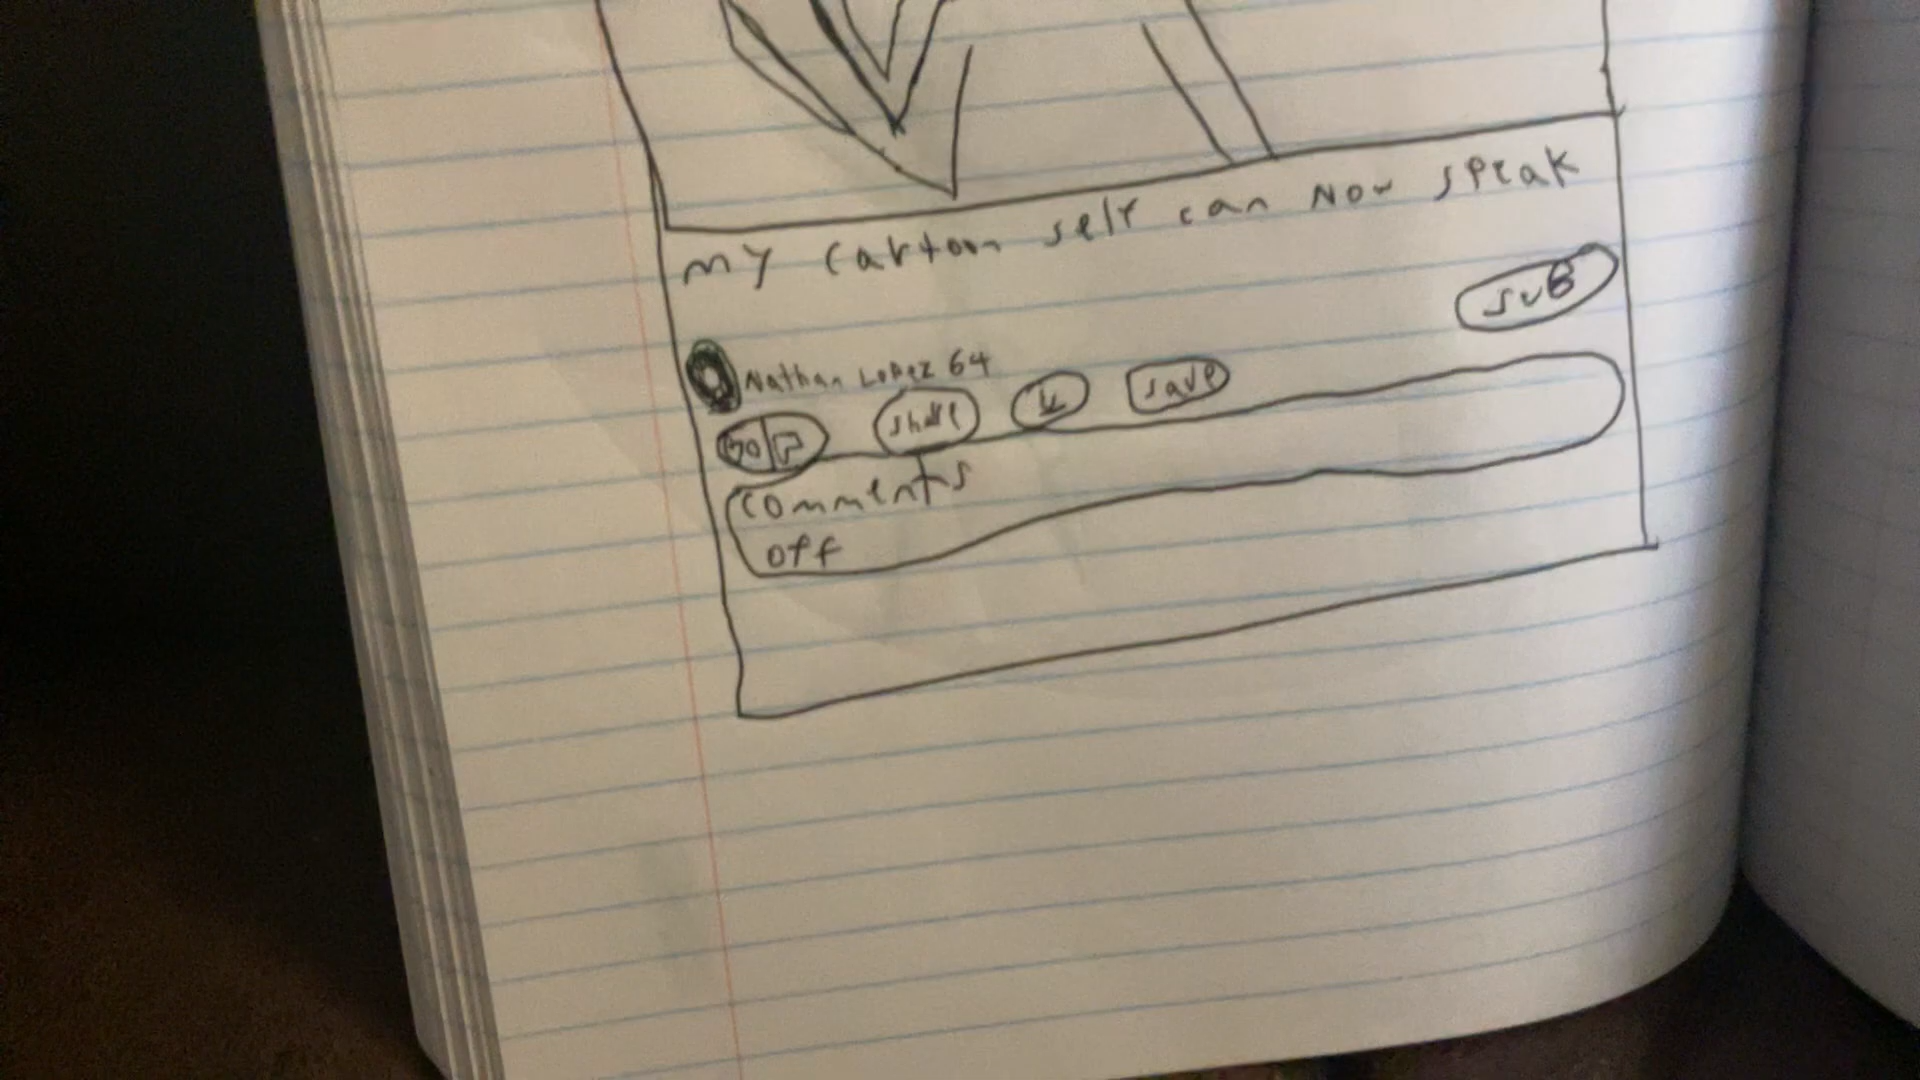 my cartoon self can Now speak
sub
Nathan Lopez 64
share save
comments
off